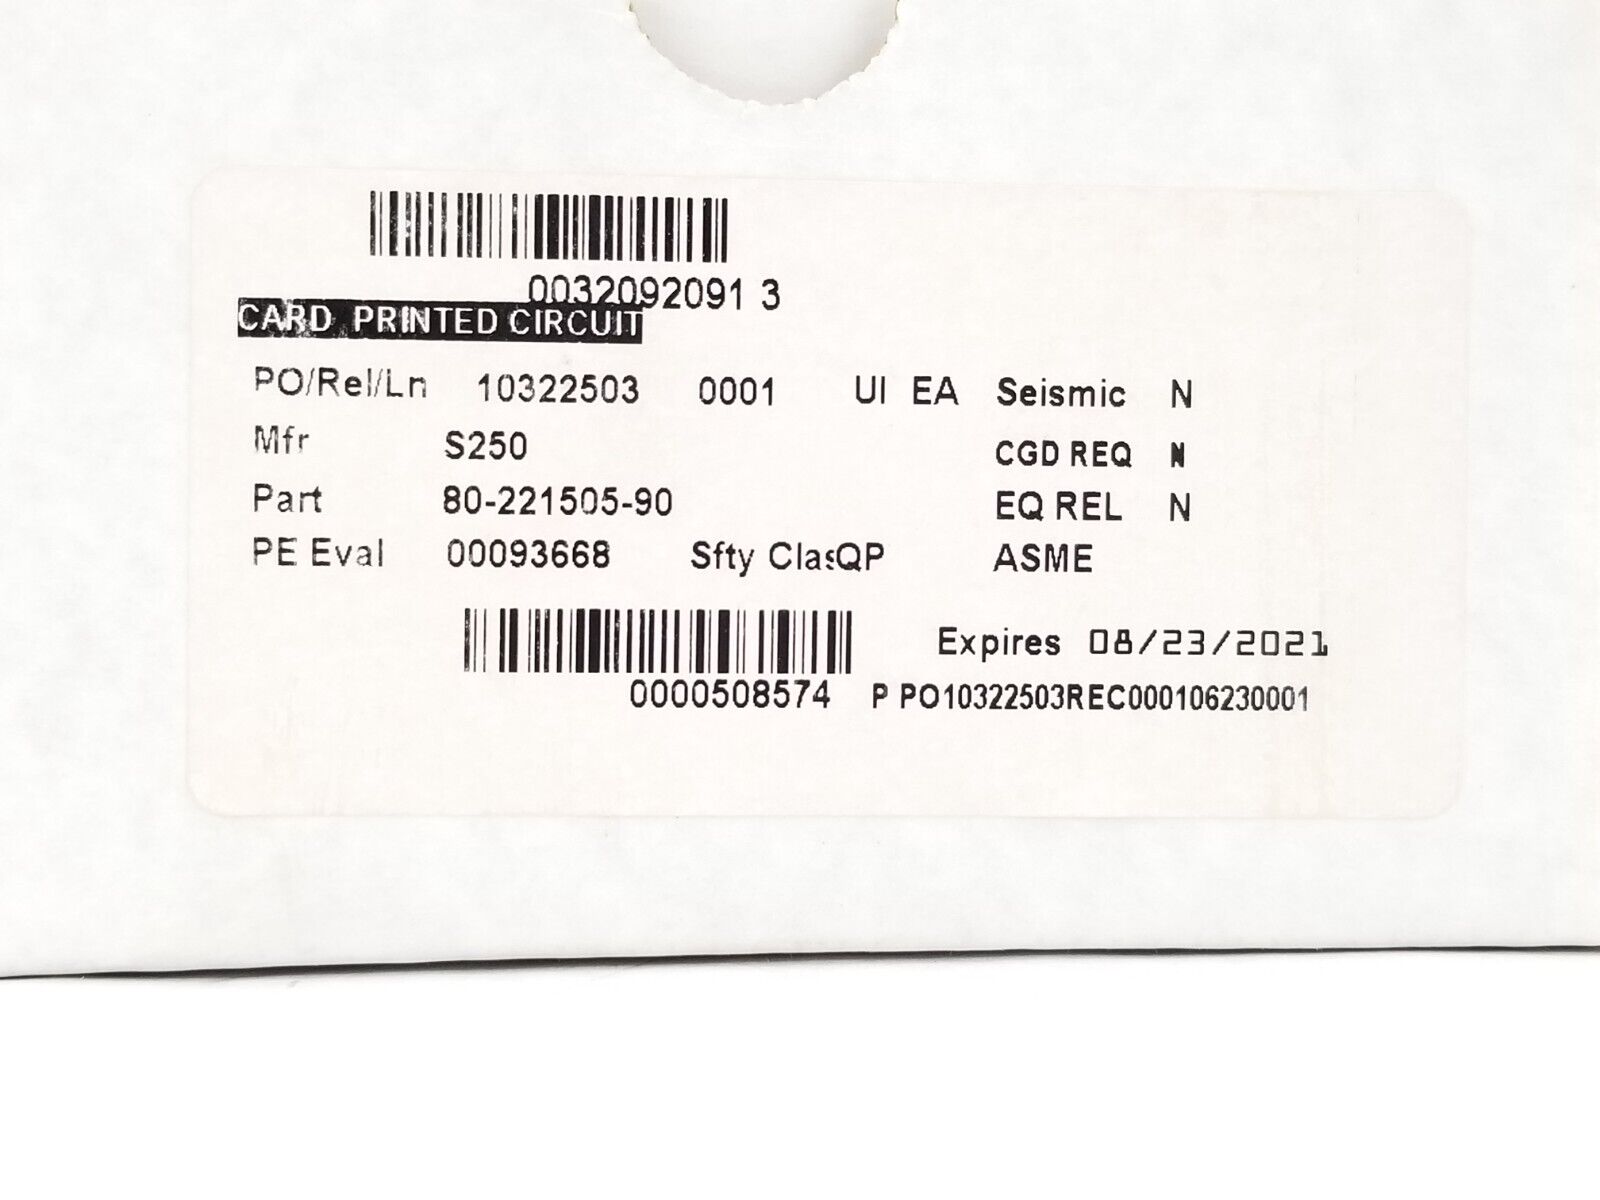 0032092091 3
CARD PRINTED CIRCUIT
PO/Rel/Ln 10322503 0001 UI EA Seismic N
Mfr S250 CGD REQ N
Part 80-221505-90 EQ REL N
PE Eval 00093668 Sfty ClasQP ASME
Expires 08/23/2021
0000508574 P PO10322503REC000106230001